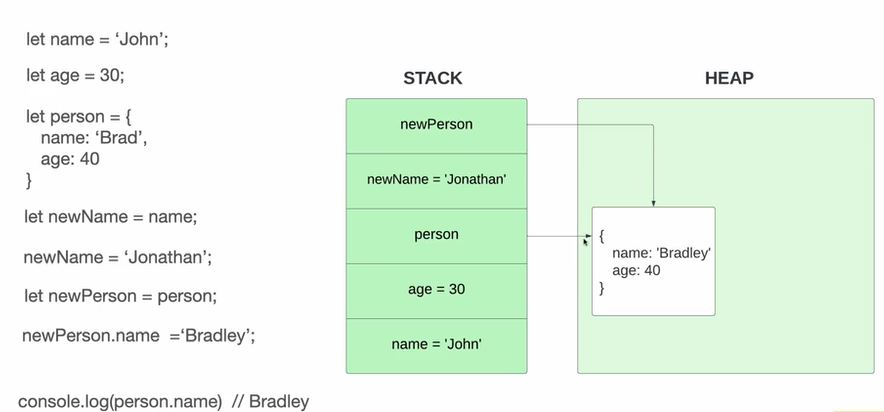 let name = ‘John’;
let age = 30;
let person = {
name: ‘Brad’,
age: 40
}
let newName = name;
newName = ‘Jonathan’;
let newPerson = person;
newPerson.name =‘Bradley’;
console.log(person.name) // Bradley
STACK
newPerson
newName = 'Jonathan'
person
age = 30
name = 'John'
HEAP
{
name: 'Bradley'
age: 40
}